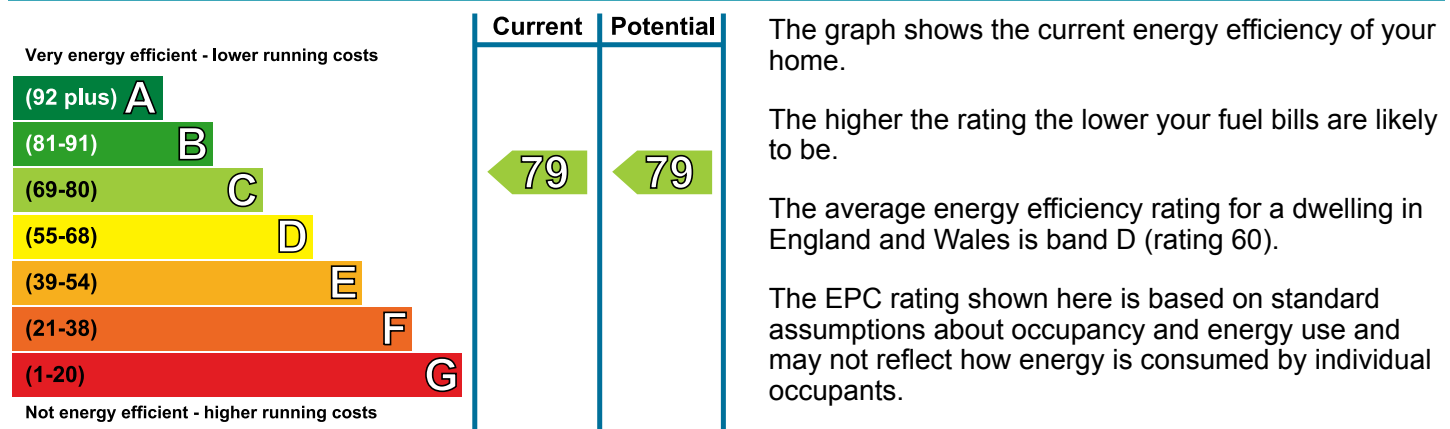 Current Potential
Very energy efficient - lower running costs
(92 plus) A
(81-91) B
(69-80) C
(55-68) D
(39-54) E
(21-38) F
(1-20) G
Not energy efficient - higher running costs
79 79
The graph shows the current energy efficiency of your
home.
The higher the rating the lower your fuel bills are likely
to be.
The average energy efficiency rating for a dwelling in
England and Wales is band D (rating 60).
The EPC rating shown here is based on standard
assumptions about occupancy and energy use and
may not reflect how energy is consumed by individual
occupants.